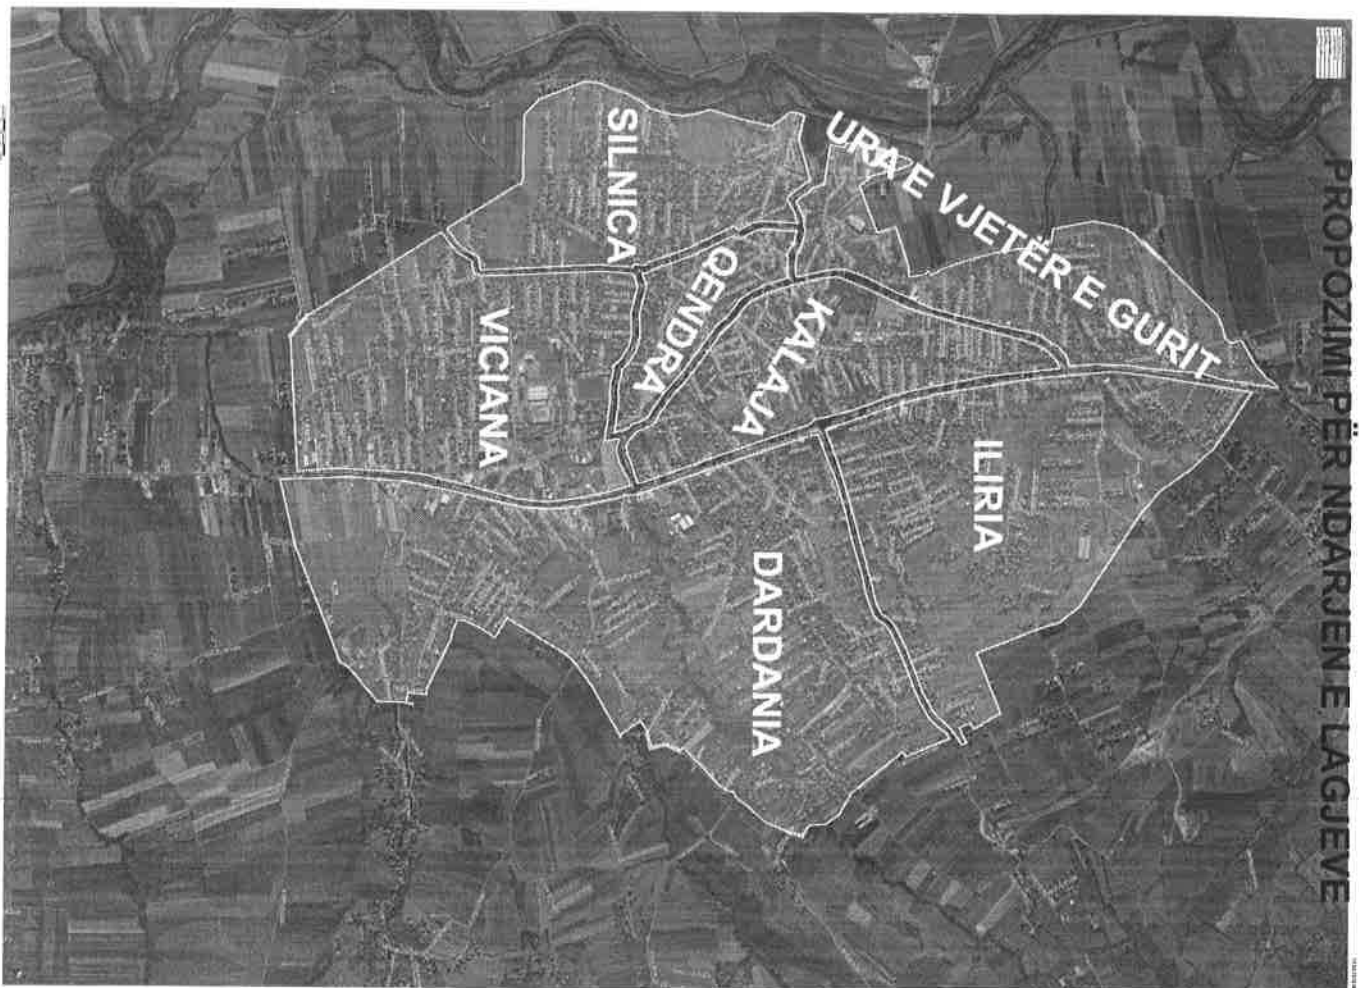 PROPOZIMI PËR NDARJEN E LAGJEVE
URA E VJETËR E GURIT
ILIRIA
KALAJA
DARDANIA
QENDRA
SILNICA
VICIANA